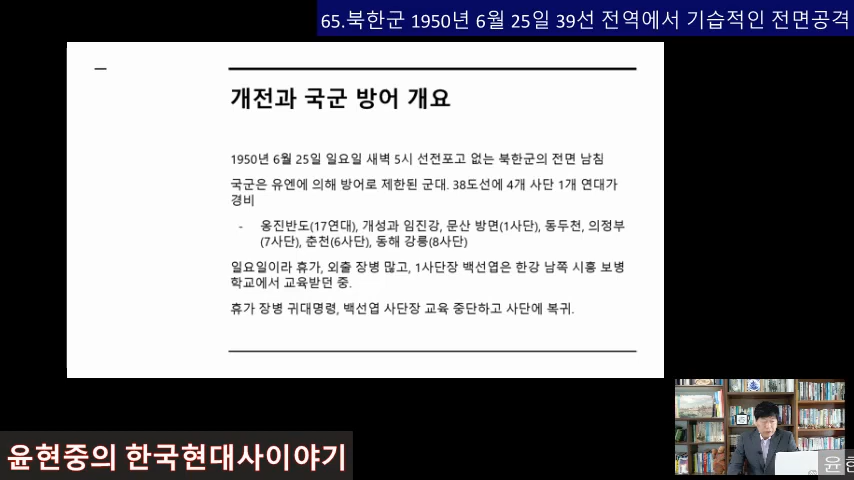 65.북한군 1950년 6월 25일 39선 전역에서 기습적인 전면공격
개전과 국군 방어 개요
1950년 6월 25일 일요일 새벽 5시 선전포고 없는 북한군의 전면 남침
국군은 유엔에 의해 방어로 제한된 군대. 38도선에 4개 사단 1개 연대가
경비
- 옹진반도(17연대), 개성과 임진강, 문산 방면(1사단), 동두천, 의정부
(7사단), 춘천(6사단), 동해 강릉(8사단)
일요일이라 휴가, 외출 장병 많고, 1사단장 백선엽은 한강 남쪽 시흥 보병
학교에서 교육받던 중.
휴가 장병 귀대명령, 백선엽 사단장 교육 중단하고 사단에 복귀.
윤현중의 한국현대사이야기